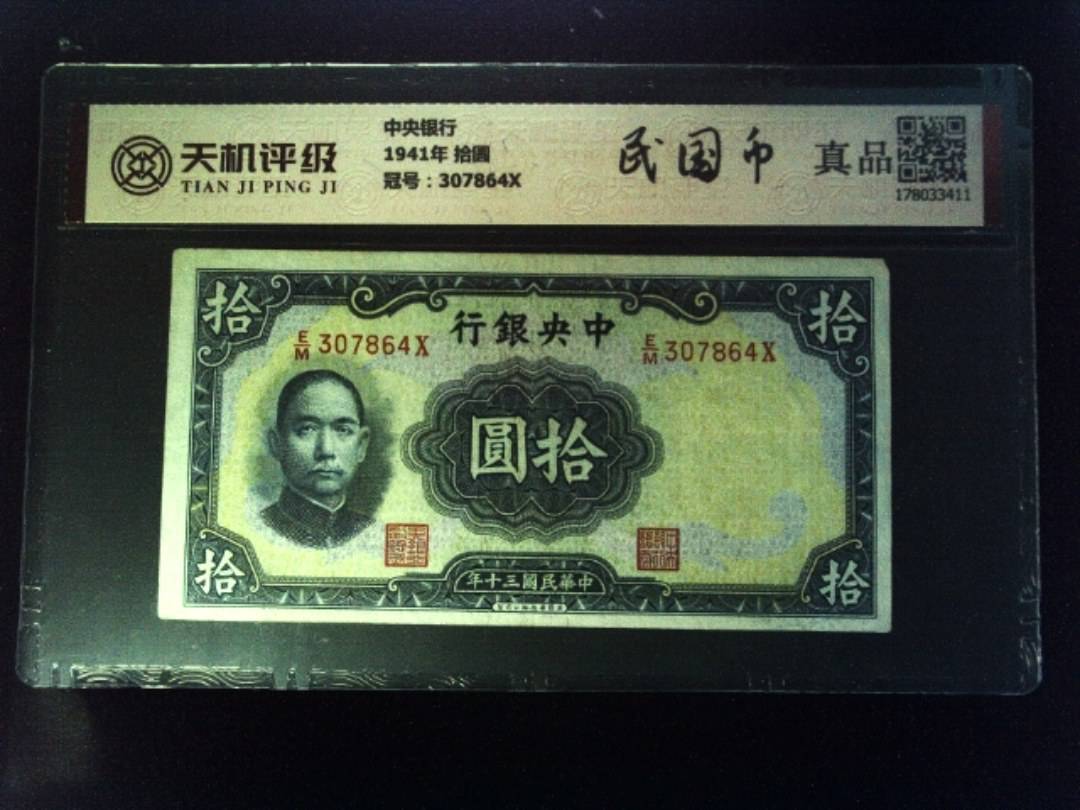 天机评级
TIAN JI PING JI
中央银行
1941年 拾圓
冠号：307864X
民国币
真品
178033411
拾
拾
行銀央中
E/M 307864X
E/M 307864X
圓拾
拾
拾
年十三國民華中